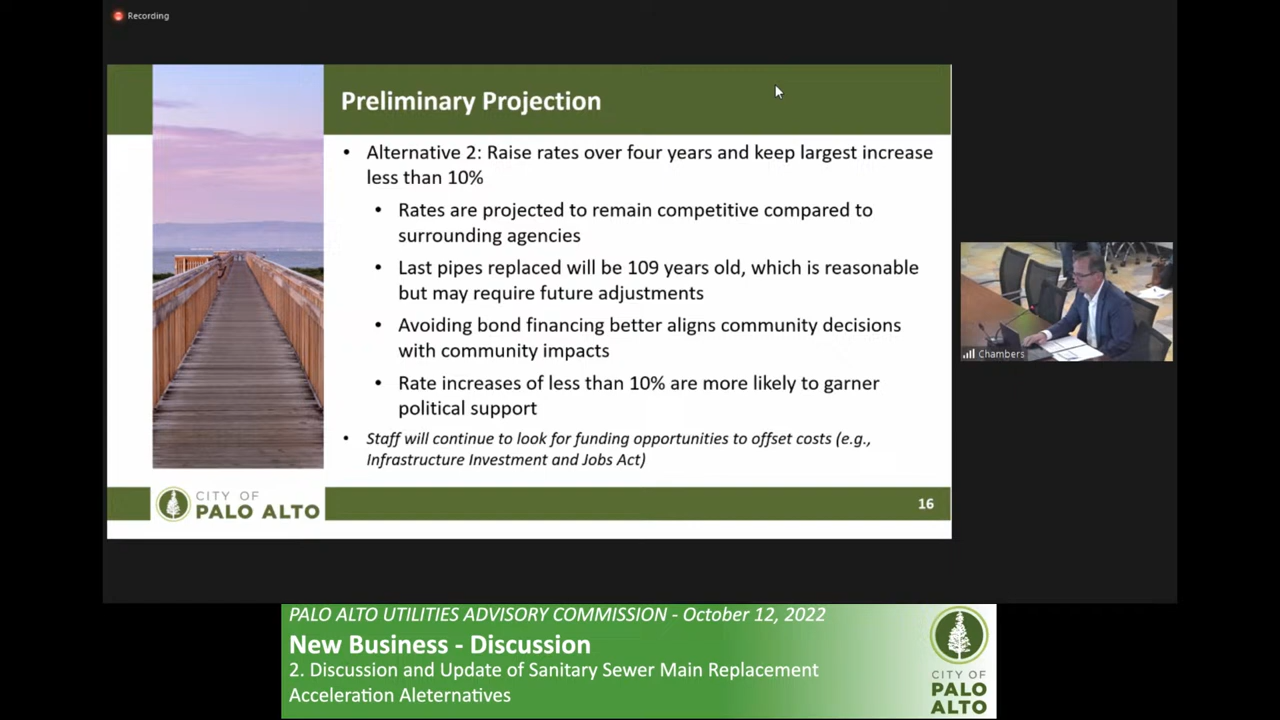 Recording
Preliminary Projection
• Alternative 2: Raise rates over four years and keep largest increase
less than 10%
• Rates are projected to remain competitive compared to
surrounding agencies
• Last pipes replaced will be 109 years old, which is reasonable
but may require future adjustments
• Avoiding bond financing better aligns community decisions
with community impacts
• Rate increases of less than 10% are more likely to garner
political support
• Staff will continue to look for funding opportunities to offset costs (e.g.,
Infrastructure Investment and Jobs Act)
CITY OF
PALO ALTO
16
Chambers
PALO ALTO UTILITIES ADVISORY COMMISSION - October 12, 2022
New Business - Discussion
2. Discussion and Update of Sanitary Sewer Main Replacement
Acceleration Aleternatives
CITY OF
PALO
ALTO